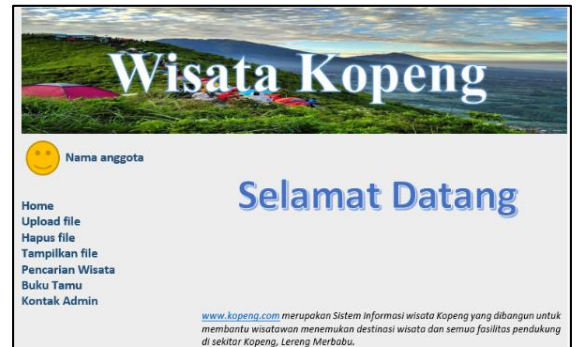 Wisata Kopeng
Nama anggota
Selamat Datang
Home
Upload file
Hapus file
Tampilkan file
Pencarian Wisata
Buku Tamu
Kontak Admin
www.kopeng.com merupakan Sistem Informasi wisata Kopeng yang dibangun untuk
membantu wisatawan menemukan destinasi wisata dan semua fasilitas pendukung
di sekitar Kopeng, Lereng Merbabu.